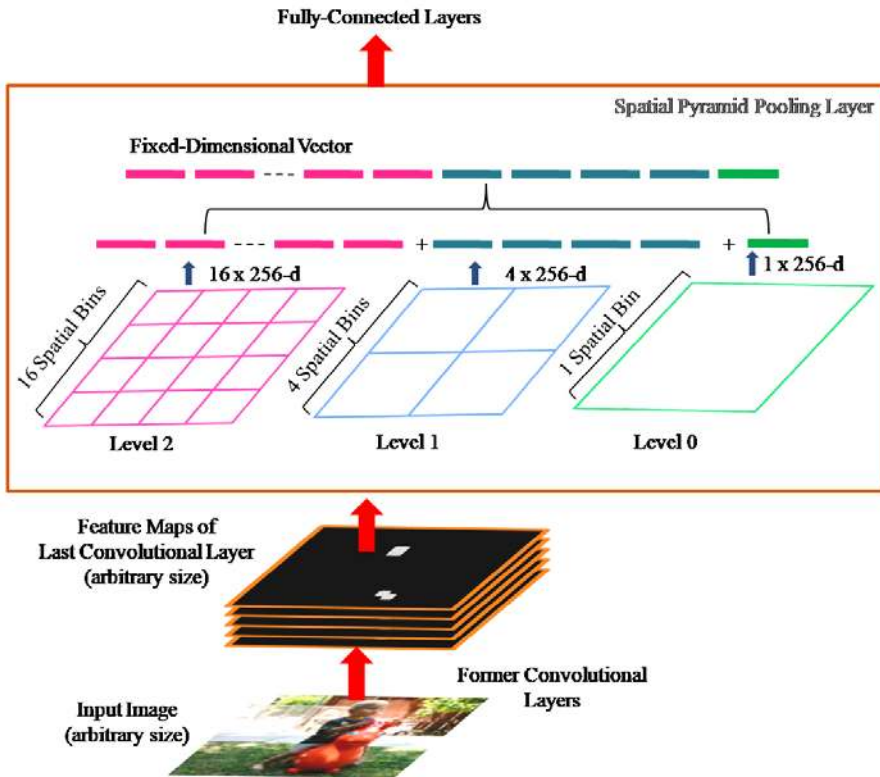 Fully-Connected Layers
Spatial Pyramid Pooling Layer
Fixed-Dimensional Vector
16 x 256-d
4 x 256-d
1 x 256-d
16 Spatial Bins
4 Spatial Bins
1 Spatial Bin
Level 2
Level 1
Level 0
Feature Maps of
Last Convolutional Layer
(arbitrary size)
Former Convolutional
Layers
Input Image
(arbitrary size)